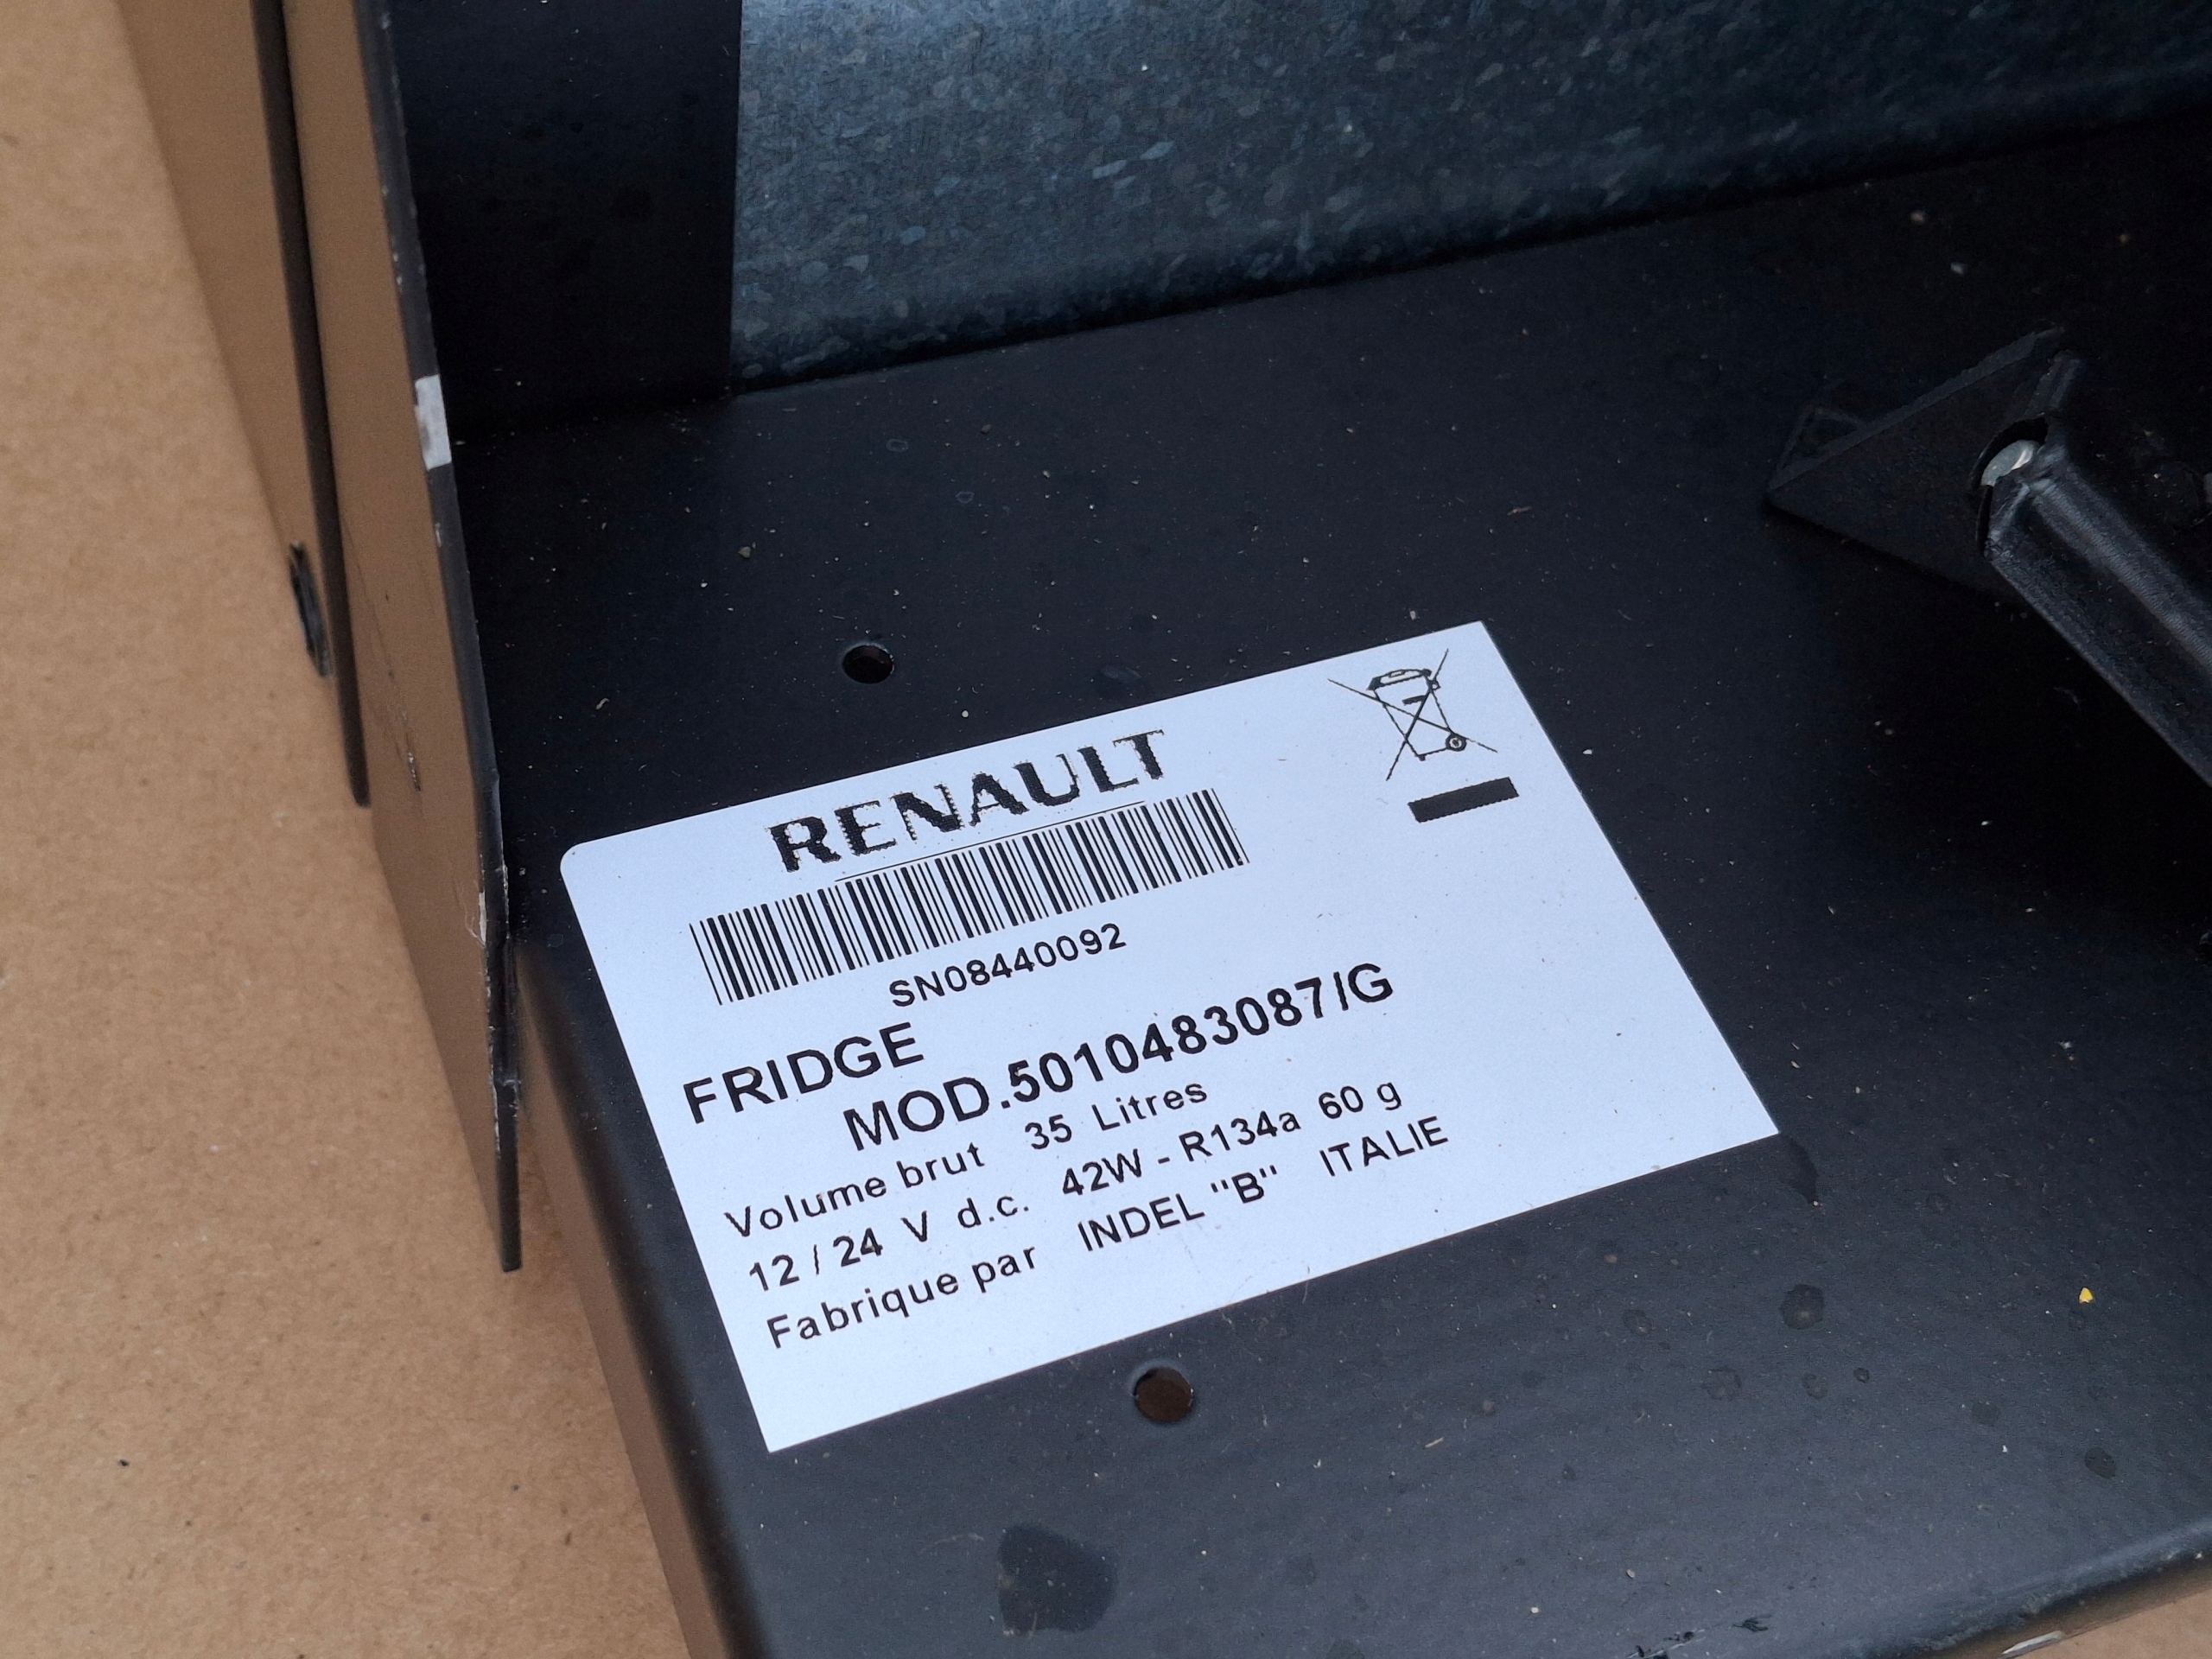 RENAULT
SN08440092
FRIDGE
MOD.5010483087/G
Volume brut 35 Litres
12 / 24 V d.c. 42W - R134a 60 g
Fabrique par INDEL "B" ITALIE